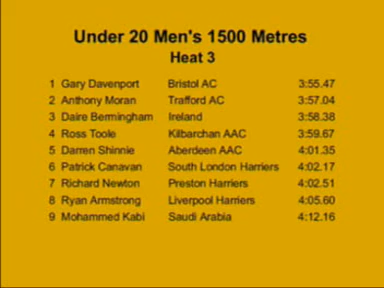 Under 20 Men's 1500 Metres
Heat 3
1 Gary Davenport Bristol AC 3:55.47
2 Anthony Moran Trafford AC 3:57.04
3 Daire Bermingham Ireland 3:58.38
4 Ross Toole Kilbarchan AAC 3:59.67
5 Darren Shinnie Aberdeen AAC 4:01.35
6 Patrick Canavan South London Harriers 4:02.17
7 Richard Newton Preston Harriers 4:02.51
8 Ryan Armstrong Liverpool Harriers 4:05.60
9 Mohammed Kabi Saudi Arabia 4:12.16